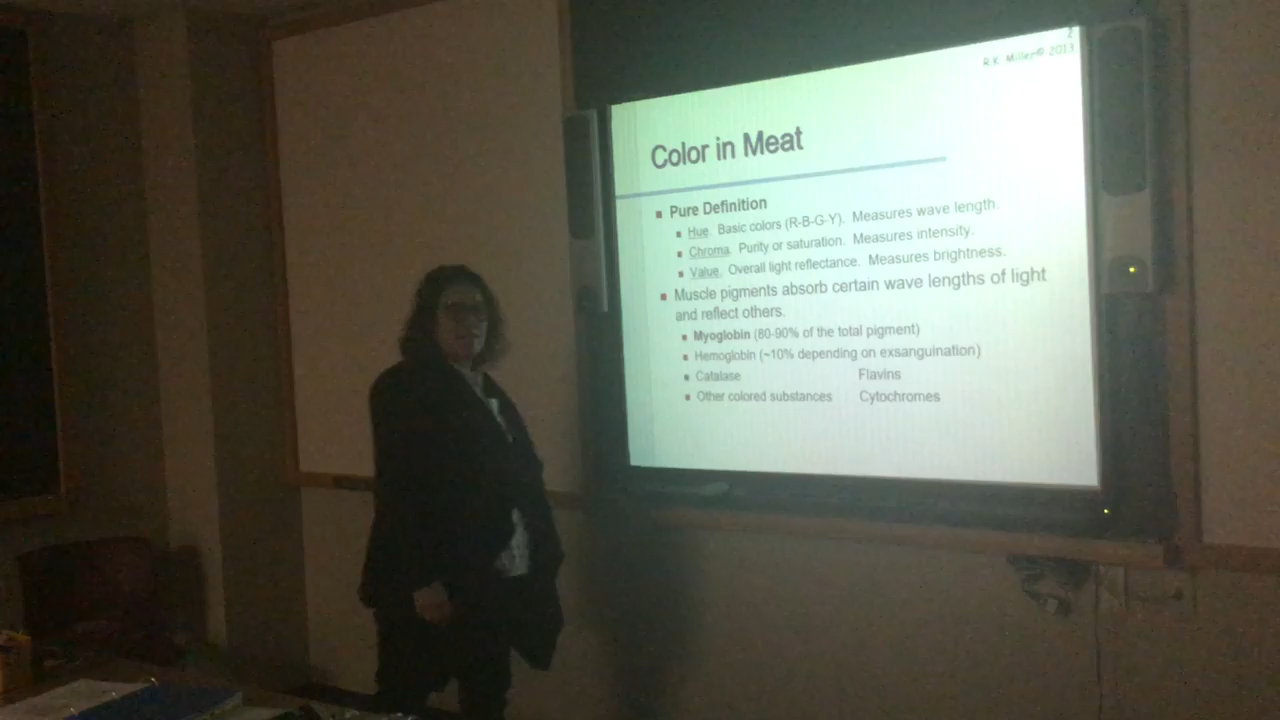 2
R.K. Miller© 2013
Color in Meat
Pure Definition
Hue. Basic colors (R-B-G-Y). Measures wave length.
Chroma. Purity or saturation. Measures intensity.
Value. Overall light reflectance. Measures brightness.
Muscle pigments absorb certain wave lengths of light
and reflect others.
Myoglobin (80-90% of the total pigment)
Hemoglobin (~10% depending on exsanguination)
Catalase Flavins
Other colored substances Cytochromes